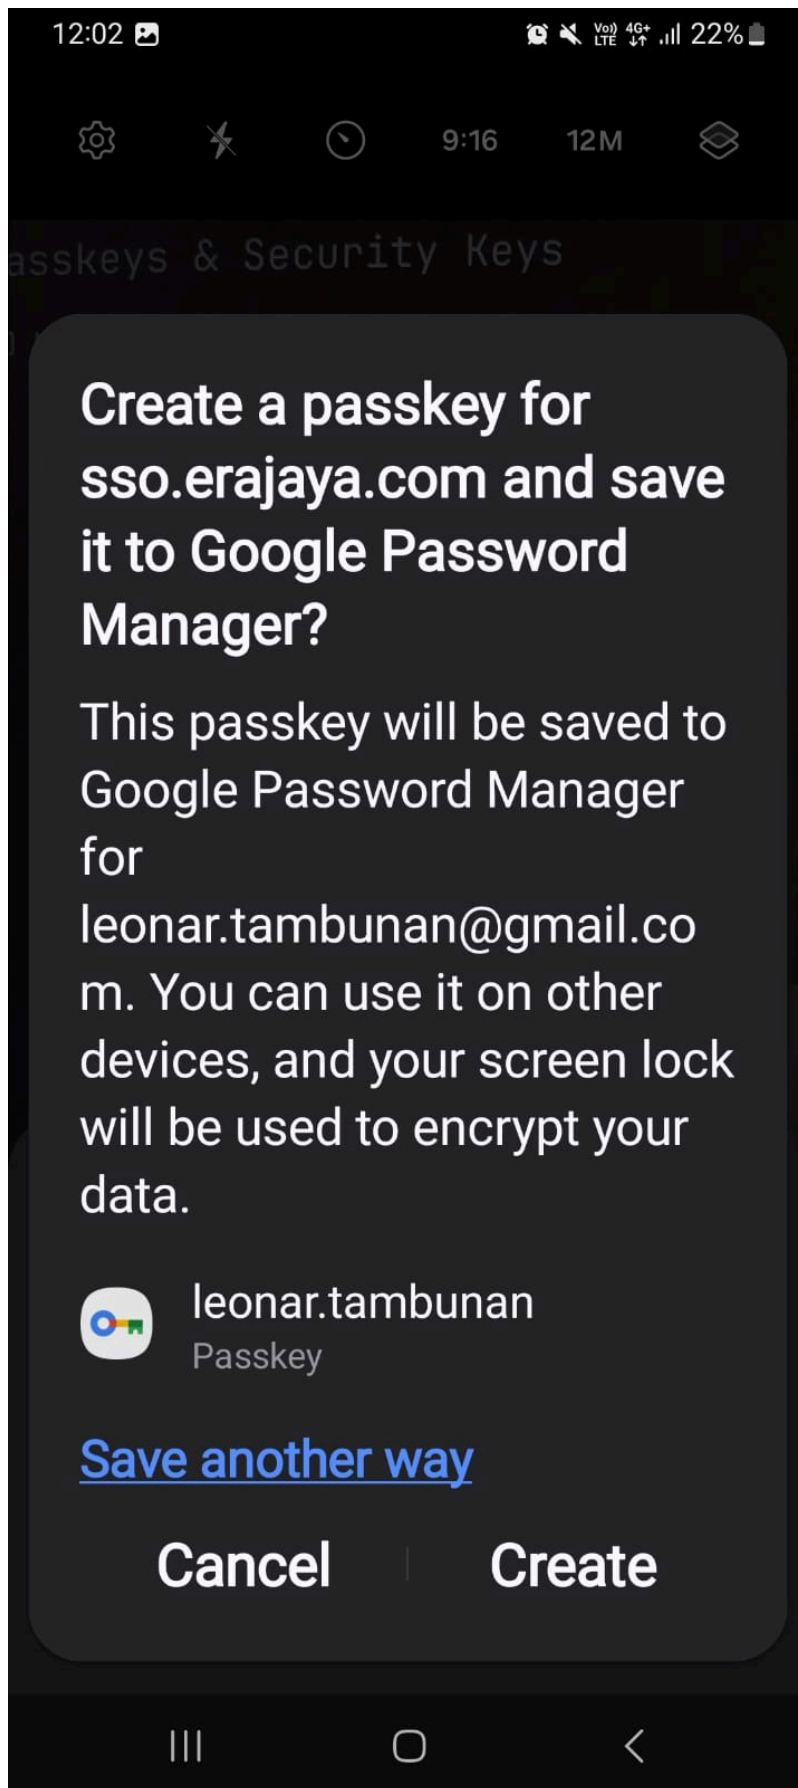 12:02 Vo)) LTE 4G+ 22%
9:16 12M
asskeys & Security Keys
Create a passkey for
sso.erajaya.com and save
it to Google Password
Manager?
This passkey will be saved to
Google Password Manager
for
leonar.tambunan@gmail.co
m. You can use it on other
devices, and your screen lock
will be used to encrypt your
data.
leonar.tambunan
Passkey
Save another way
Cancel Create